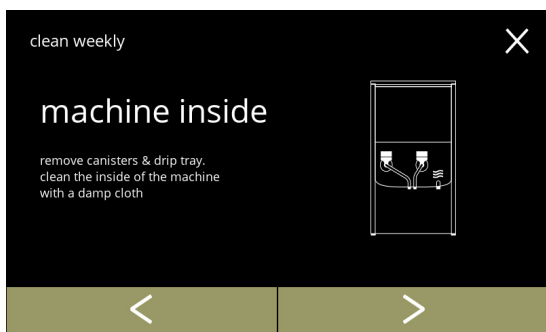 clean weekly
machine inside
remove canisters & drip tray.
clean the inside of the machine
with a damp cloth